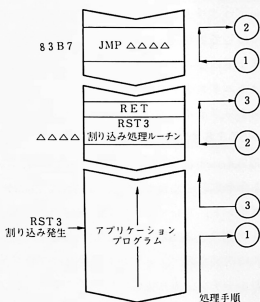 83B7
JMP △△△△
②
①
RET
RST3
割り込み処理ルーチン
△△△△
③
②
RST3
割り込み発生
アプリケーション
プログラム
③
①
処理手順